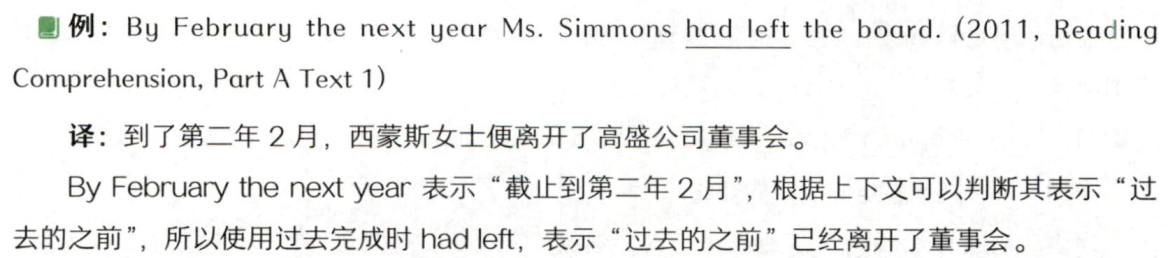 例：By February the next year Ms. Simmons had left the board. (2011, Reading
Comprehension, Part A Text 1)
译：到了第二年 2 月，西蒙斯女士便离开了高盛公司董事会。
By February the next year 表示“截止到第二年 2 月”，根据上下文可以判断其表示“过
去的之前”，所以使用过去完成时 had left，表示“过去的之前”已经离开了董事会。